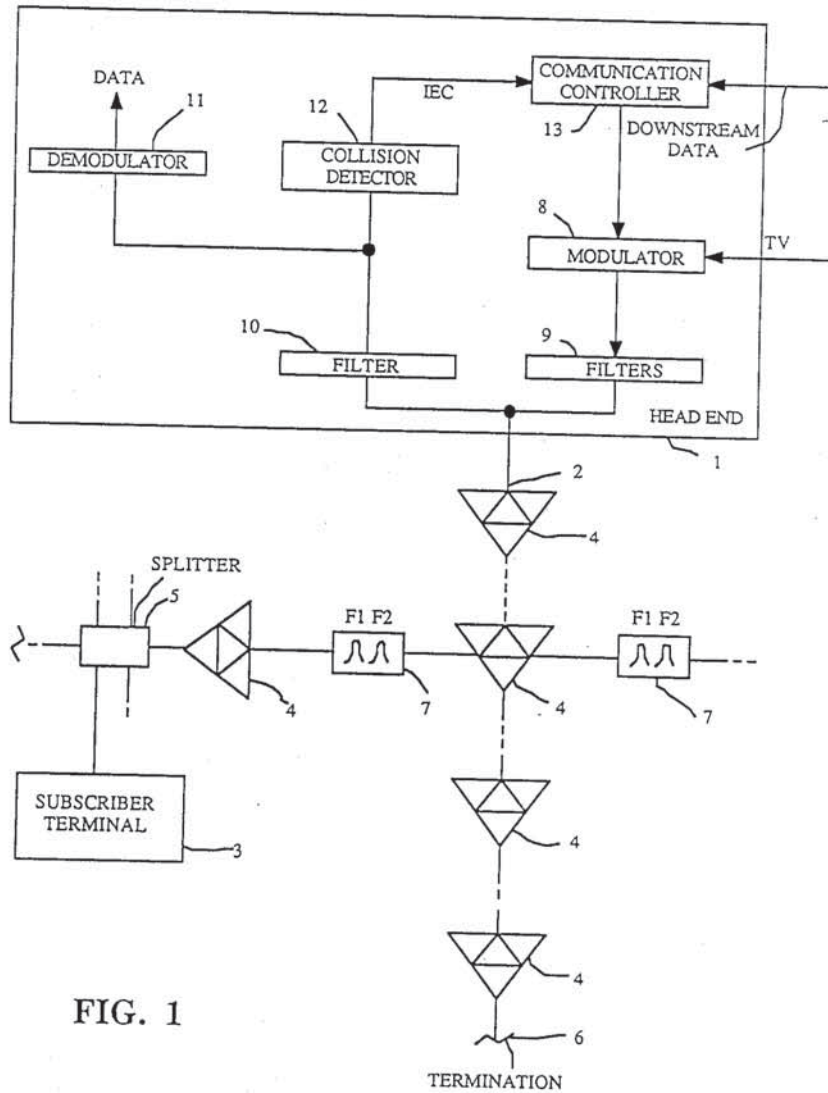 DATA
11
DEMODULATOR
12
COLLISION
DETECTOR
IEC
COMMUNICATION
CONTROLLER
13
DOWNSTREAM
DATA
8
MODULATOR
TV
10
FILTER
9
FILTERS
HEAD END
1
2
4
SPLITTER
5
4
F1 F2
7
4
F1 F2
7
SUBSCRIBER
TERMINAL
3
4
4
6
TERMINATION
FIG. 1